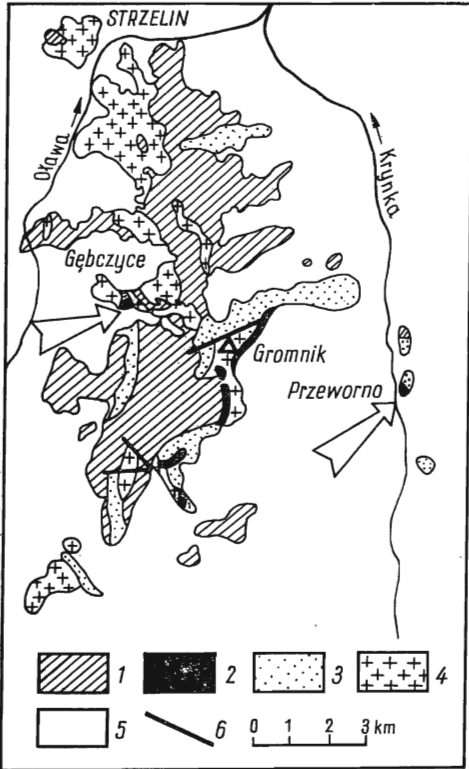 STRZELIN
Oława
Krynka
Gębczyce
Gromnik
Przeworno
1 2 3 4
5 6 0 1 2 3 km